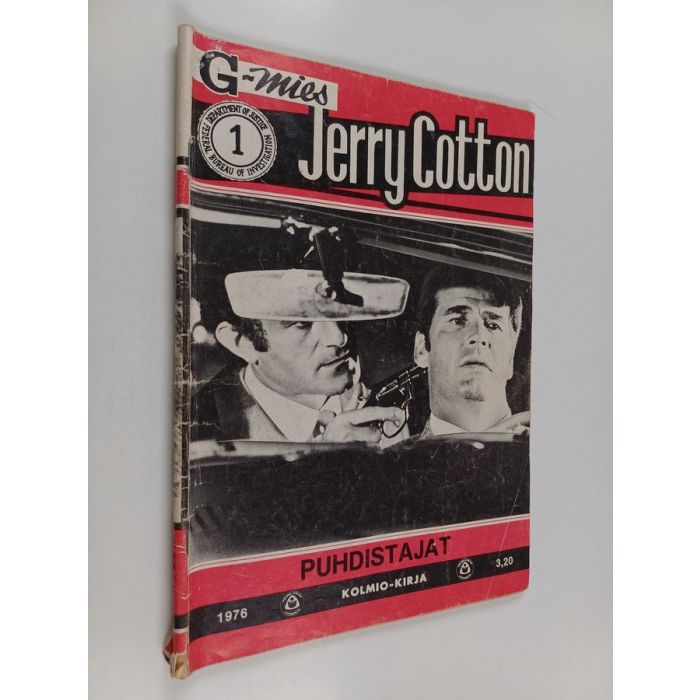 G-mies
Jerry Cotton
DEPARTMENT OF JUSTICE
1
FEDERAL BUREAU OF INVESTIGATION
PUHDISTAJAT
1976
KOLMIO-KIRJA
3,20